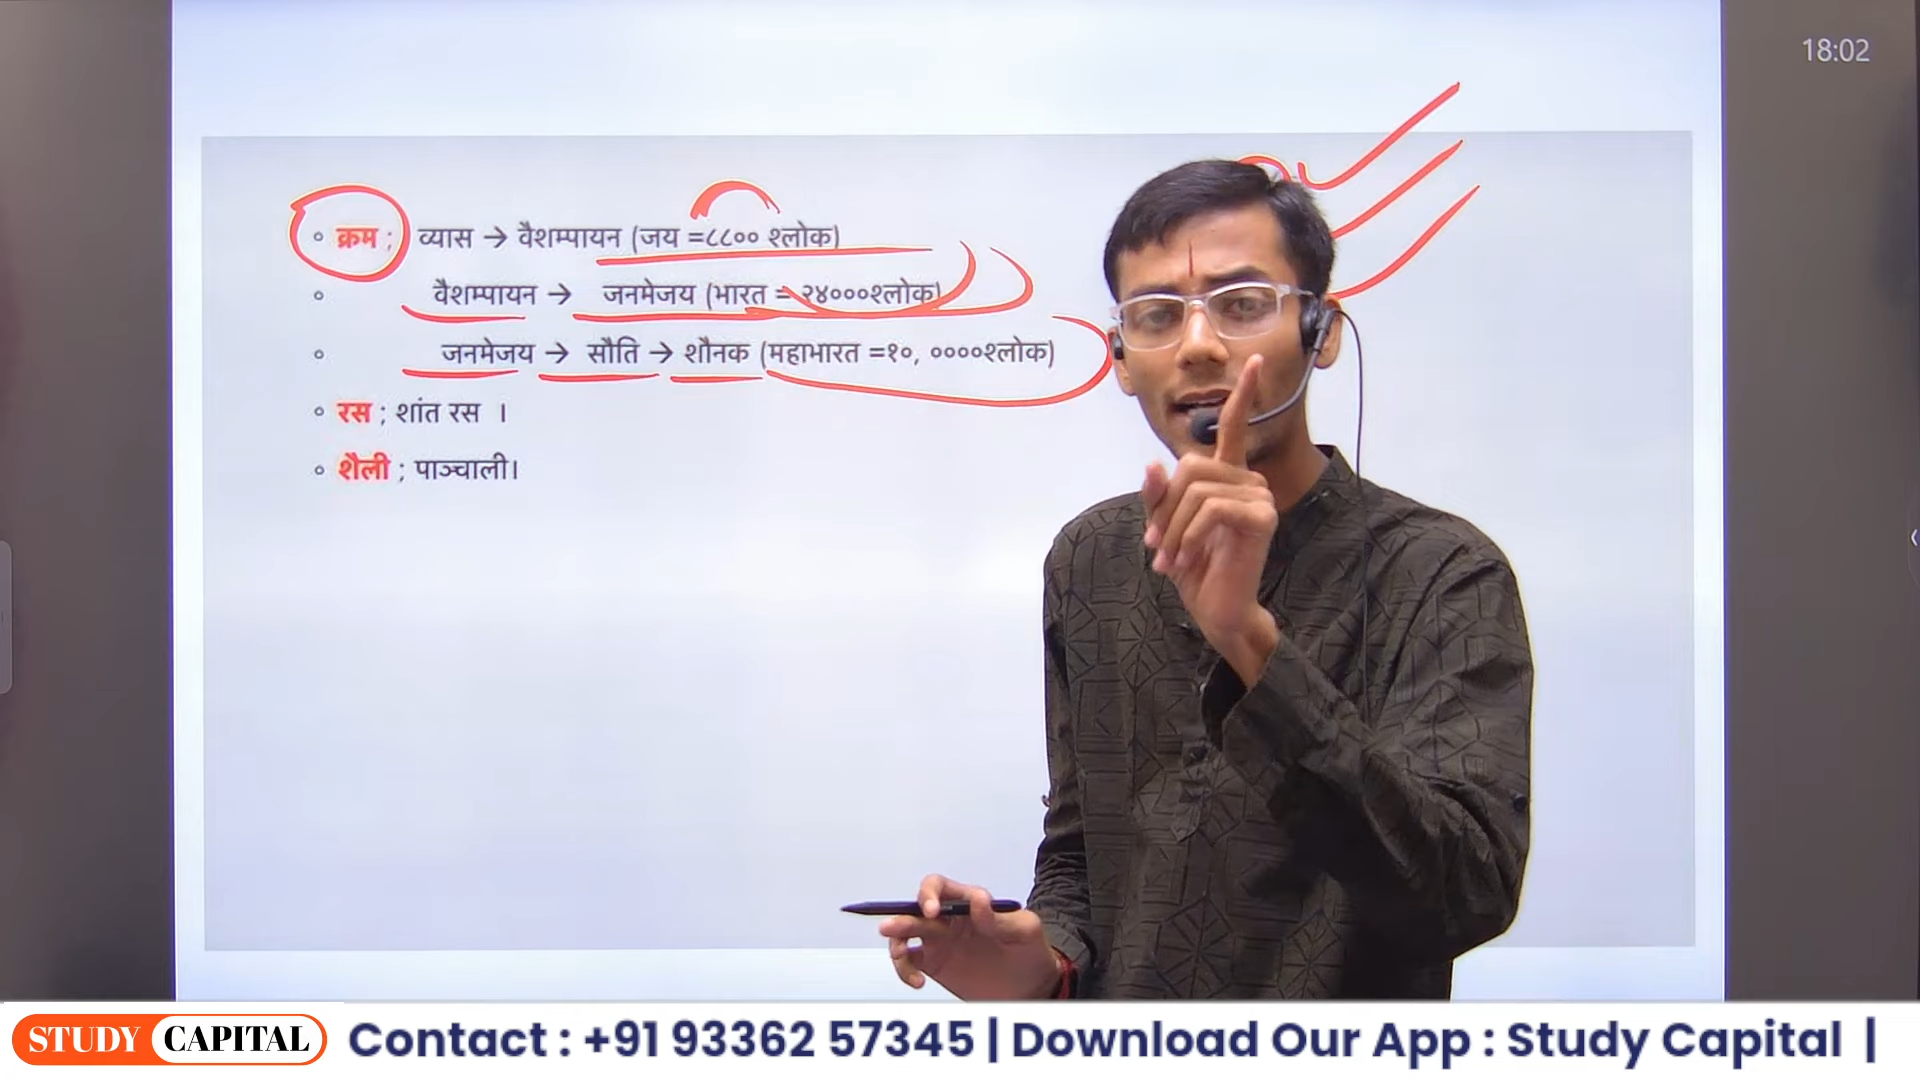 18:02
◦ क्रम ; व्यास → वैशम्पायन (जय =८८०० श्लोक)
◦ वैशम्पायन → जनमेजय (भारत = २४०००श्लोक)
◦ जनमेजय → सौति → शौनक (महाभारत =१०, ००००श्लोक)
◦ रस ; शांत रस ।
◦ शैली ; पाञ्चाली।
STUDY CAPITAL Contact : +91 93362 57345 | Download Our App : Study Capital |